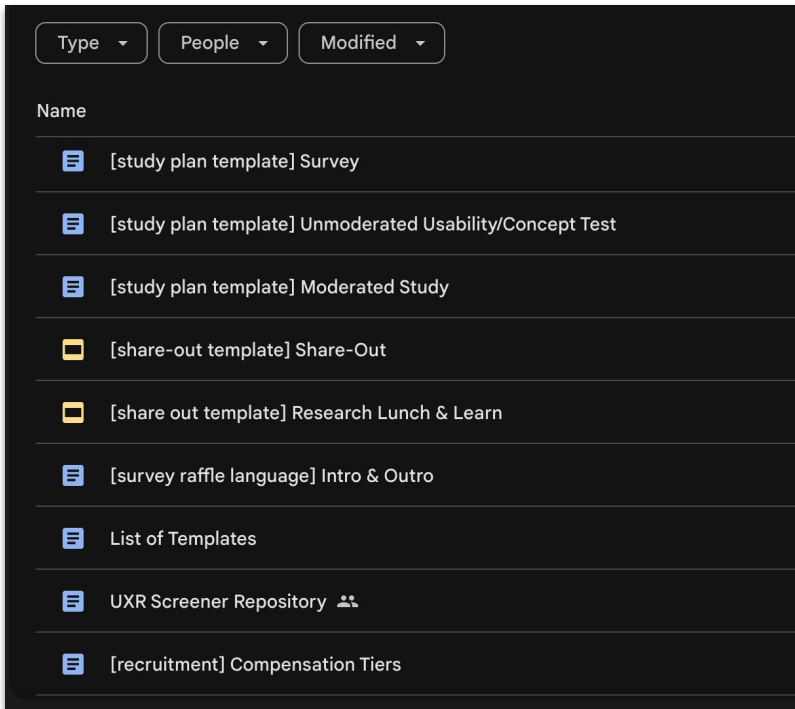 Type
People
Modified
Name
[study plan template] Survey
[study plan template] Unmoderated Usability/Concept Test
[study plan template] Moderated Study
[share-out template] Share-Out
[share out template] Research Lunch & Learn
[survey raffle language] Intro & Outro
List of Templates
UXR Screener Repository
[recruitment] Compensation Tiers